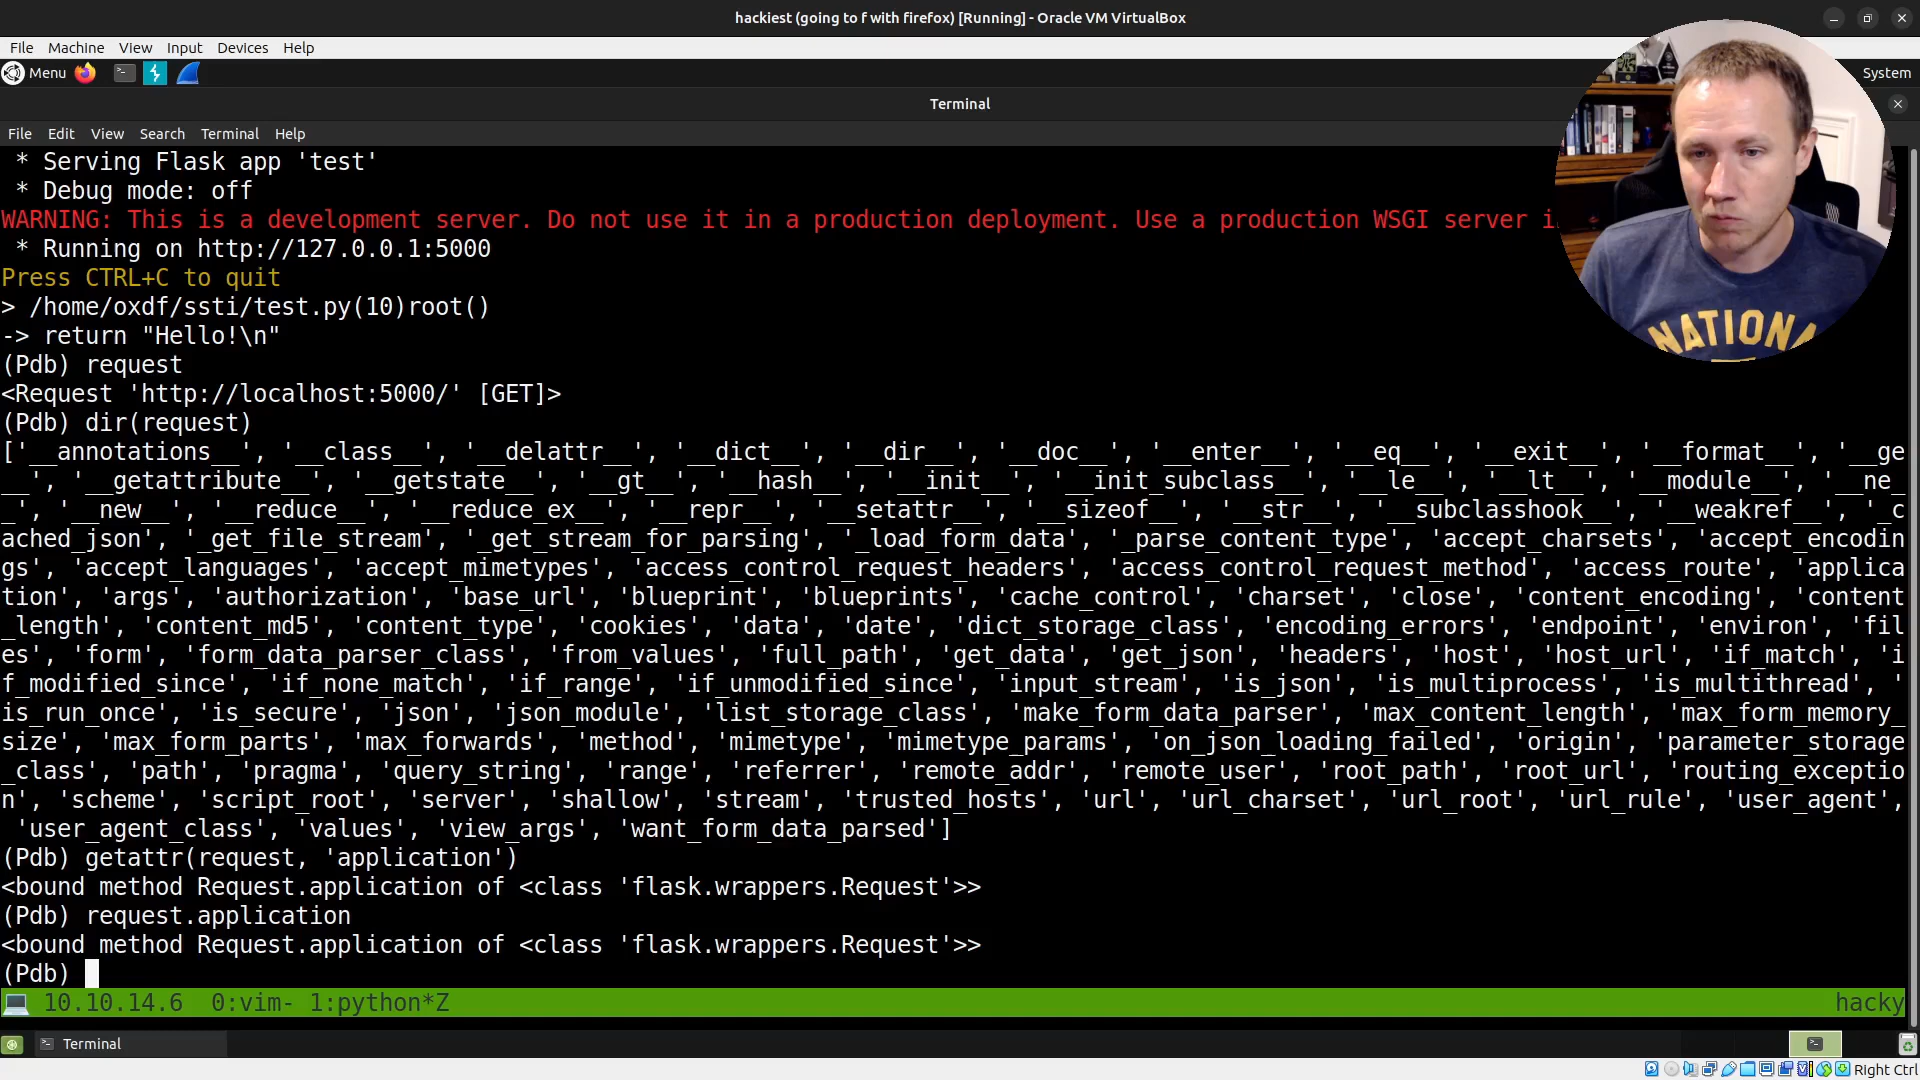 hackiest (going to f with firefox) [Running] - Oracle VM VirtualBox
File Machine View Input Devices Help
Menu System
Terminal
File Edit View Search Terminal Help
* Serving Flask app 'test'
* Debug mode: off
WARNING: This is a development server. Do not use it in a production deployment. Use a production WSGI server i
* Running on http://127.0.0.1:5000
Press CTRL+C to quit
> /home/oxdf/ssti/test.py(10)root()
-> return "Hello!\n"
(Pdb) request
<Request 'http://localhost:5000/' [GET]>
(Pdb) dir(request)
['__annotations__', '__class__', '__delattr__', '__dict__', '__dir__', '__doc__', '__enter__', '__eq__', '__exit__', '__format__', '__ge
__', '__getattribute__', '__getstate__', '__gt__', '__hash__', '__init__', '__init_subclass__', '__le__', '__lt__', '__module__', '__ne_
_', '__new__', '__reduce__', '__reduce_ex__', '__repr__', '__setattr__', '__sizeof__', '__str__', '__subclasshook__', '__weakref__', '_c
ached_json', '_get_file_stream', '_get_stream_for_parsing', '_load_form_data', '_parse_content_type', 'accept_charsets', 'accept_encodin
gs', 'accept_languages', 'accept_mimetypes', 'access_control_request_headers', 'access_control_request_method', 'access_route', 'applica
tion', 'args', 'authorization', 'base_url', 'blueprint', 'blueprints', 'cache_control', 'charset', 'close', 'content_encoding', 'content
_length', 'content_md5', 'content_type', 'cookies', 'data', 'date', 'dict_storage_class', 'encoding_errors', 'endpoint', 'environ', 'fil
es', 'form', 'form_data_parser_class', 'from_values', 'full_path', 'get_data', 'get_json', 'headers', 'host', 'host_url', 'if_match', 'i
f_modified_since', 'if_none_match', 'if_range', 'if_unmodified_since', 'input_stream', 'is_json', 'is_multiprocess', 'is_multithread', '
is_run_once', 'is_secure', 'json', 'json_module', 'list_storage_class', 'make_form_data_parser', 'max_content_length', 'max_form_memory_
size', 'max_form_parts', 'max_forwards', 'method', 'mimetype', 'mimetype_params', 'on_json_loading_failed', 'origin', 'parameter_storage
_class', 'path', 'pragma', 'query_string', 'range', 'referrer', 'remote_addr', 'remote_user', 'root_path', 'root_url', 'routing_exceptio
n', 'scheme', 'script_root', 'server', 'shallow', 'stream', 'trusted_hosts', 'url', 'url_charset', 'url_root', 'url_rule', 'user_agent',
'user_agent_class', 'values', 'view_args', 'want_form_data_parsed']
(Pdb) getattr(request, 'application')
<bound method Request.application of <class 'flask.wrappers.Request'>>
(Pdb) request.application
<bound method Request.application of <class 'flask.wrappers.Request'>>
(Pdb)
10.10.14.6 0:vim- 1:python*Z hacky
Terminal
Right Ctrl
NATIONA